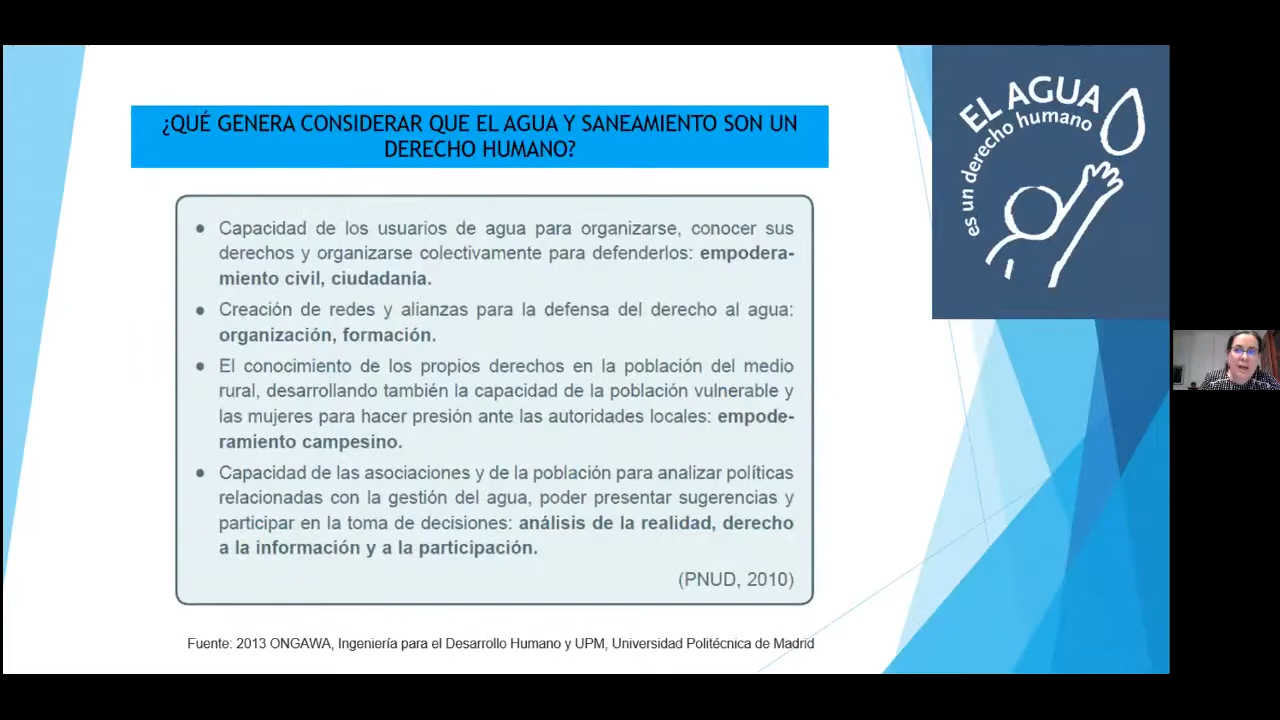 ¿QUÉ GENERA CONSIDERAR QUE EL AGUA Y SANEAMIENTO SON UN
DERECHO HUMANO?
EL AGUA
es un derecho humano
● Capacidad de los usuarios de agua para organizarse, conocer sus
derechos y organizarse colectivamente para defenderlos: empodera-
miento civil, ciudadanía.
● Creación de redes y alianzas para la defensa del derecho al agua:
organización, formación.
● El conocimiento de los propios derechos en la población del medio
rural, desarrollando también la capacidad de la población vulnerable y
las mujeres para hacer presión ante las autoridades locales: empode-
ramiento campesino.
● Capacidad de las asociaciones y de la población para analizar políticas
relacionadas con la gestión del agua, poder presentar sugerencias y
participar en la toma de decisiones: análisis de la realidad, derecho
a la información y a la participación.
(PNUD, 2010)
Fuente: 2013 ONGAWA, Ingeniería para el Desarrollo Humano y UPM, Universidad Politécnica de Madrid